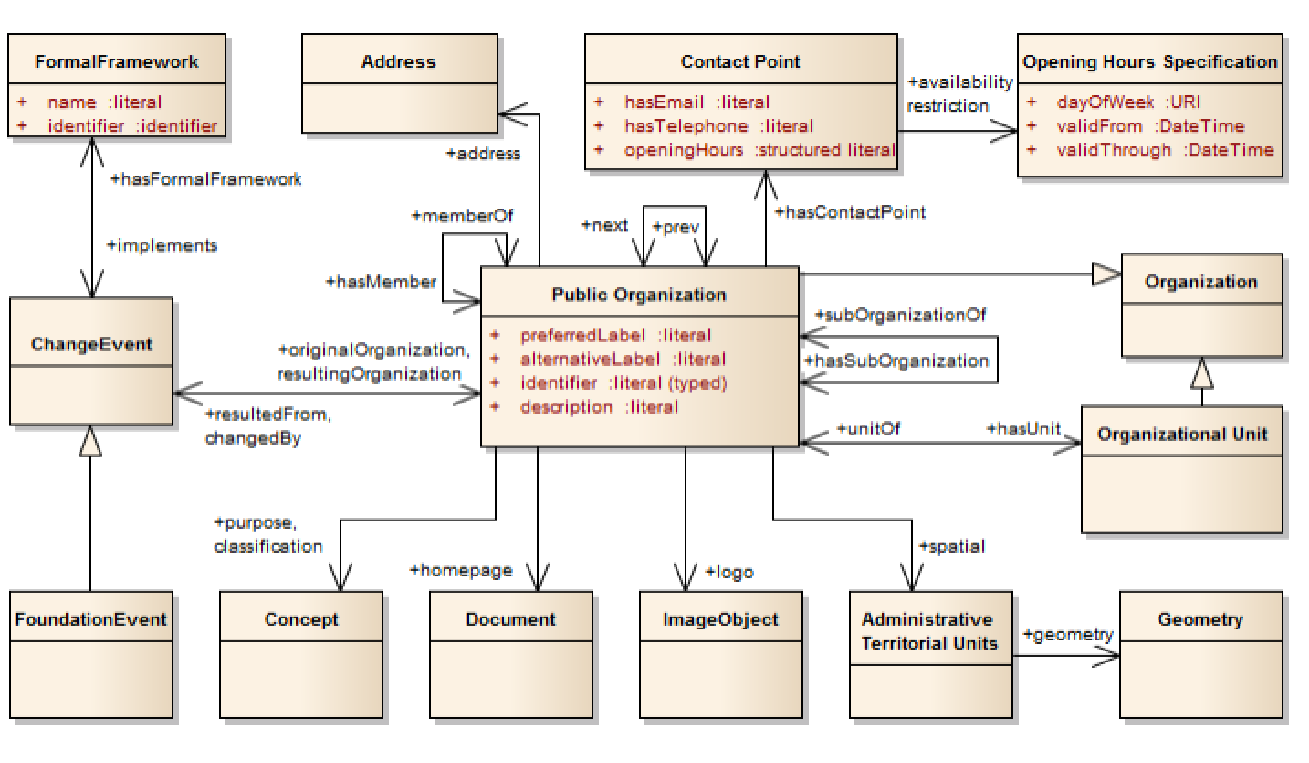 FormalFramework
+ name :literal
+ identifier :identifier
Address
Contact Point
+ hasEmail :literal
+ hasTelephone :literal
+ openingHours :structured literal
+availability
restriction
Opening Hours Specification
+ dayOfWeek :URI
+ validFrom :DateTime
+ validThrough :DateTime
+address
+hasFormalFramework
+implements
+memberOf
+hasMember
+next
+prev
+hasContactPoint
Public Organization
+ preferredLabel :literal
+ alternativeLabel :literal
+ identifier :literal (typed)
+ description :literal
Organization
+subOrganizationOf
+hasSubOrganization
ChangeEvent
+originalOrganization,
resultingOrganization
+resultedFrom,
changedBy
+unitOf
+hasUnit
Organizational Unit
+purpose,
classification
+homepage
+logo
+spatial
FoundationEvent
Concept
Document
ImageObject
Administrative
Territorial Units
+geometry
Geometry